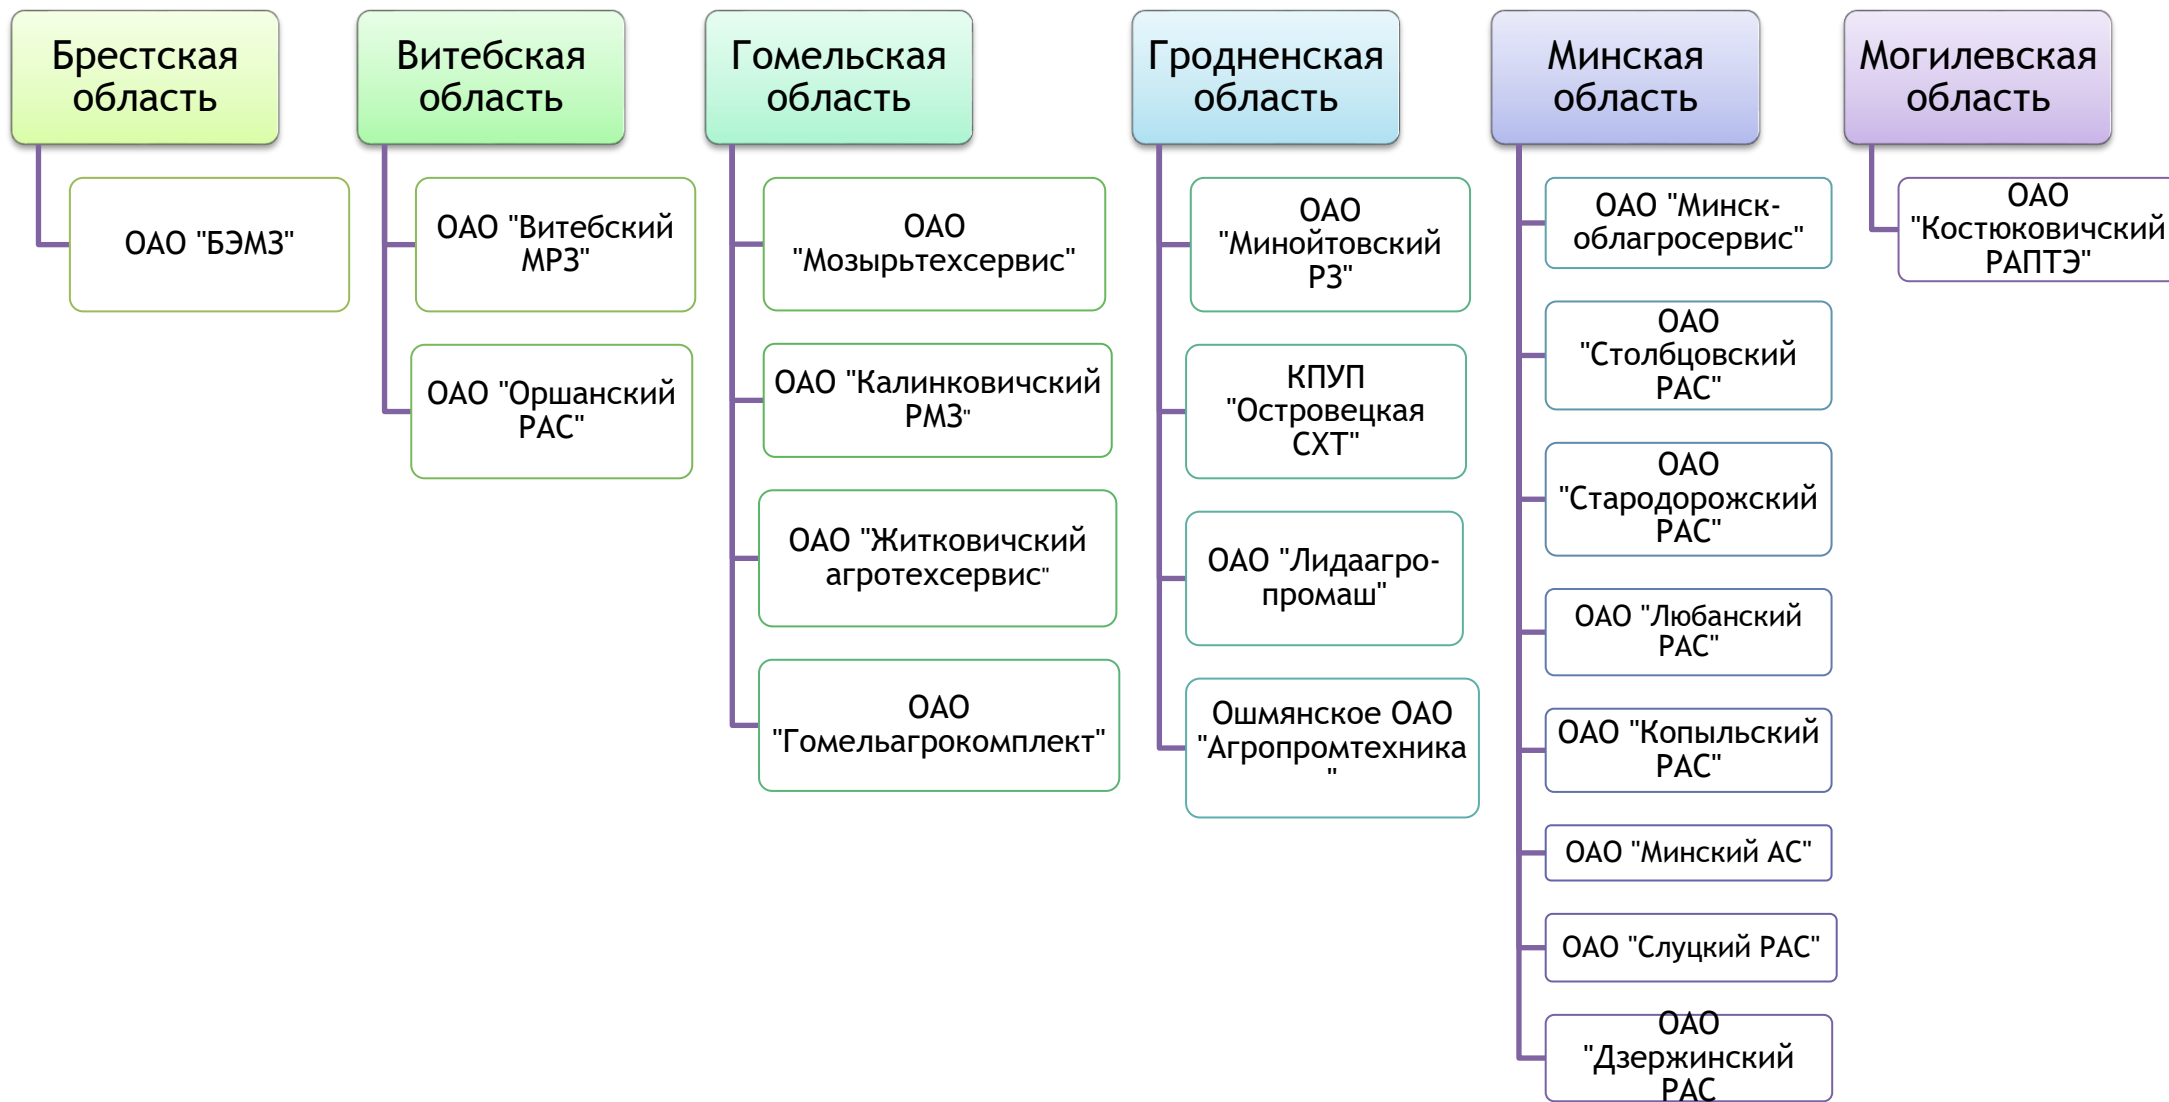 Брестская
область
ОАО "БЭМЗ"
Витебская
область
ОАО "Витебский
МРЗ"
ОАО "Оршанский
РАС"
Гомельская
область
ОАО
"Мозырьтехсервис"
ОАО "Калинковичский
РМЗ"
ОАО "Житковичский
агротехсервис"
ОАО
"Гомельагрокомплект"
Гродненская
область
ОАО
"Минойтовский
РЗ"
КПУП
"Островецкая
СХТ"
ОАО "Лидаагро-
промаш"
Ошмянское ОАО
"Агропромтехника
"
Минская
область
ОАО "Минск-
облагросервис"
ОАО
"Столбцовский
РАС"
ОАО
"Стародорожский
РАС"
ОАО "Любанский
РАС"
ОАО "Копыльский
РАС"
ОАО "Минский АС"
ОАО "Слуцкий РАС"
ОАО
"Дзержинский
РАС
Могилевская
область
ОАО
"Костюковичский
РАПТЭ"